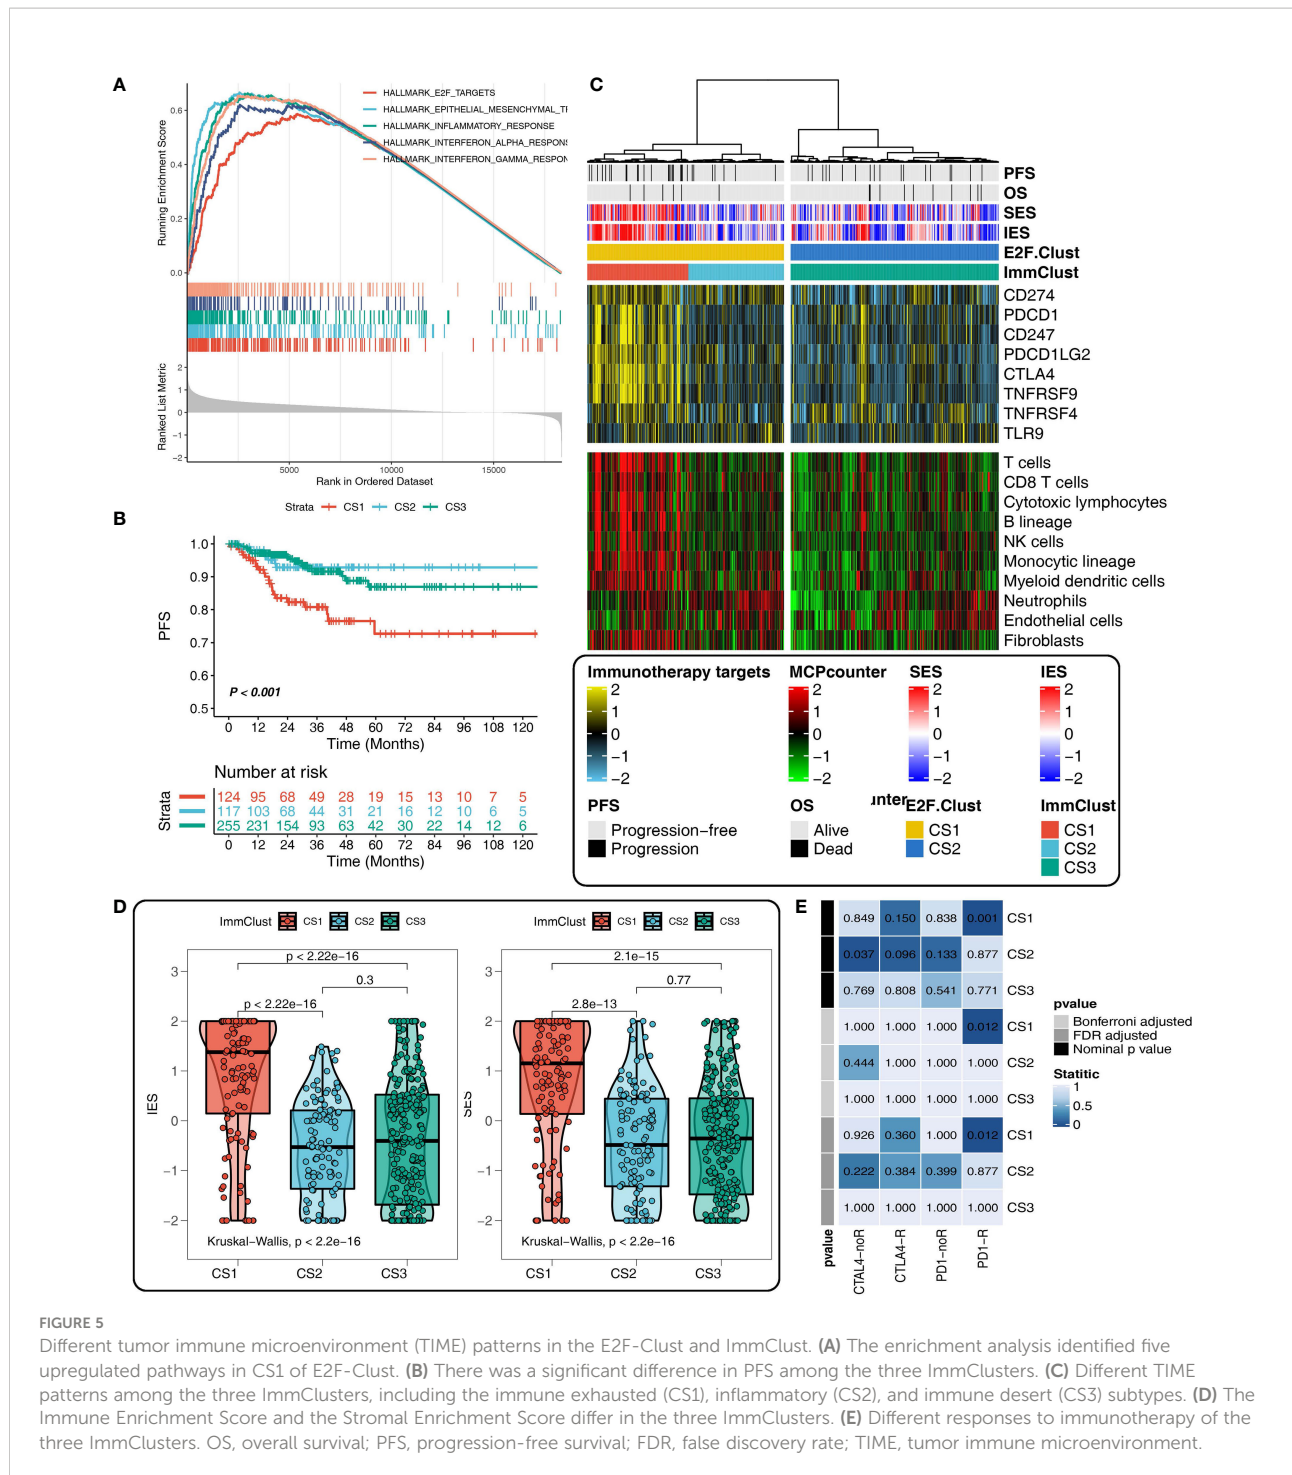 A
HALLMARK_E2F_TARGETS
HALLMARK_EPITHELIAL_MESENCHYMAL_TI
HALLMARK_INFLAMMATORY_RESPONSE
HALLMARK_INTERFERON_ALPHA_RESPONS
HALLMARK_INTERFERON_GAMMA_RESPON
Running Enrichment Score
0.6
0.4
0.2
0.0
Ranked List Metric
2
1
0
−1
−2
5000 10000 15000
Rank in Ordered Dataset
B
Strata CS1 CS2 CS3
PFS
1.0
0.9
0.8
0.7
0.6
0.5
P < 0.001
0 12 24 36 48 60 72 84 96 108 120
Time (Months)
Number at risk
Strata
124 95 68 49 28 19 15 13 10 7 5
117 103 68 44 31 21 16 12 10 6 5
255 231 154 93 63 42 30 22 14 12 6
0 12 24 36 48 60 72 84 96 108 120
Time (Months)
C
PFS
OS
SES
IES
E2F.Clust
ImmClust
CD274
PDCD1
CD247
PDCD1LG2
CTLA4
TNFRSF9
TNFRSF4
TLR9
T cells
CD8 T cells
Cytotoxic lymphocytes
B lineage
NK cells
Monocytic lineage
Myeloid dendritic cells
Neutrophils
Endothelial cells
Fibroblasts
Immunotherapy targets MCPcounter SES IES
2 2 2 2
1 1 1 1
0 0 0 0
−1 −1 −1 −1
−2 −2 −2 −2
PFS OS unter E2F.Clust ImmClust
Progression−free Alive CS1 CS1
Progression Dead CS2 CS2
CS3
D
ImmClust CS1 CS2 CS3
IES
3
2
1
0
−1
−2
p < 2.22e−16
0.3
p < 2.22e−16
Kruskal−Wallis, p < 2.2e−16
CS1 CS2 CS3
ImmClust CS1 CS2 CS3
SES
3
2
1
0
−1
−2
2.1e−15
0.77
2.8e−13
Kruskal−Wallis, p < 2.2e−16
CS1 CS2 CS3
E
0.849 0.150 0.838 0.001 CS1
0.037 0.096 0.133 0.877 CS2
0.769 0.808 0.541 0.771 CS3
1.000 1.000 1.000 0.012 CS1
0.444 1.000 1.000 1.000 CS2
1.000 1.000 1.000 1.000 CS3
0.926 0.360 1.000 0.012 CS1
0.222 0.384 0.399 0.877 CS2
1.000 1.000 1.000 1.000 CS3
pvalue CTAL4−noR CTLA4−R PD1−noR PD1−R
pvalue
Bonferroni adjusted
FDR adjusted
Nominal p value
Statitic
1
0.5
0
FIGURE 5
Different tumor immune microenvironment (TIME) patterns in the E2F-Clust and ImmClust. (A) The enrichment analysis identified five
upregulated pathways in CS1 of E2F-Clust. (B) There was a significant difference in PFS among the three ImmClusters. (C) Different TIME
patterns among the three ImmClusters, including the immune exhausted (CS1), inflammatory (CS2), and immune desert (CS3) subtypes. (D) The
Immune Enrichment Score and the Stromal Enrichment Score differ in the three ImmClusters. (E) Different responses to immunotherapy of the
three ImmClusters. OS, overall survival; PFS, progression-free survival; FDR, false discovery rate; TIME, tumor immune microenvironment.